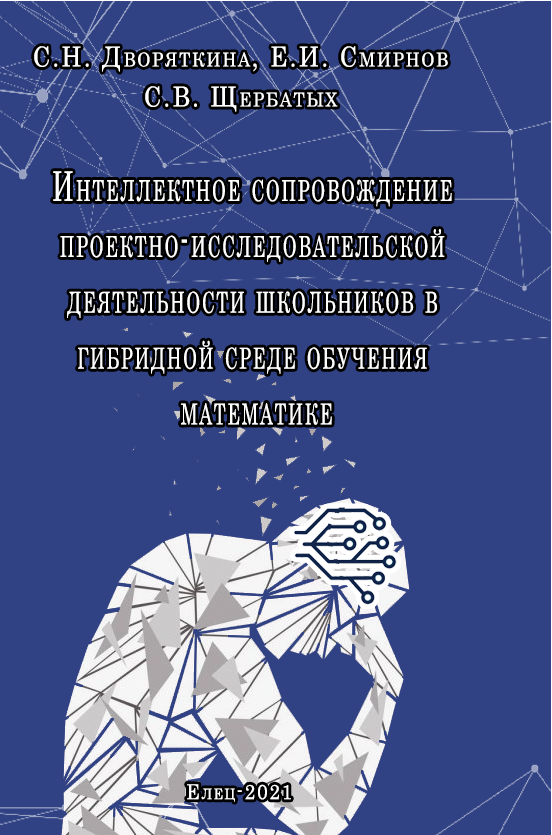 С.Н. Дворяткина, Е.И. Смирнов
С.В. Щербатых
Интеллектное сопровождение
проектно-исследовательской
деятельности школьников в
гибридной среде обучения
математике
Елец-2021